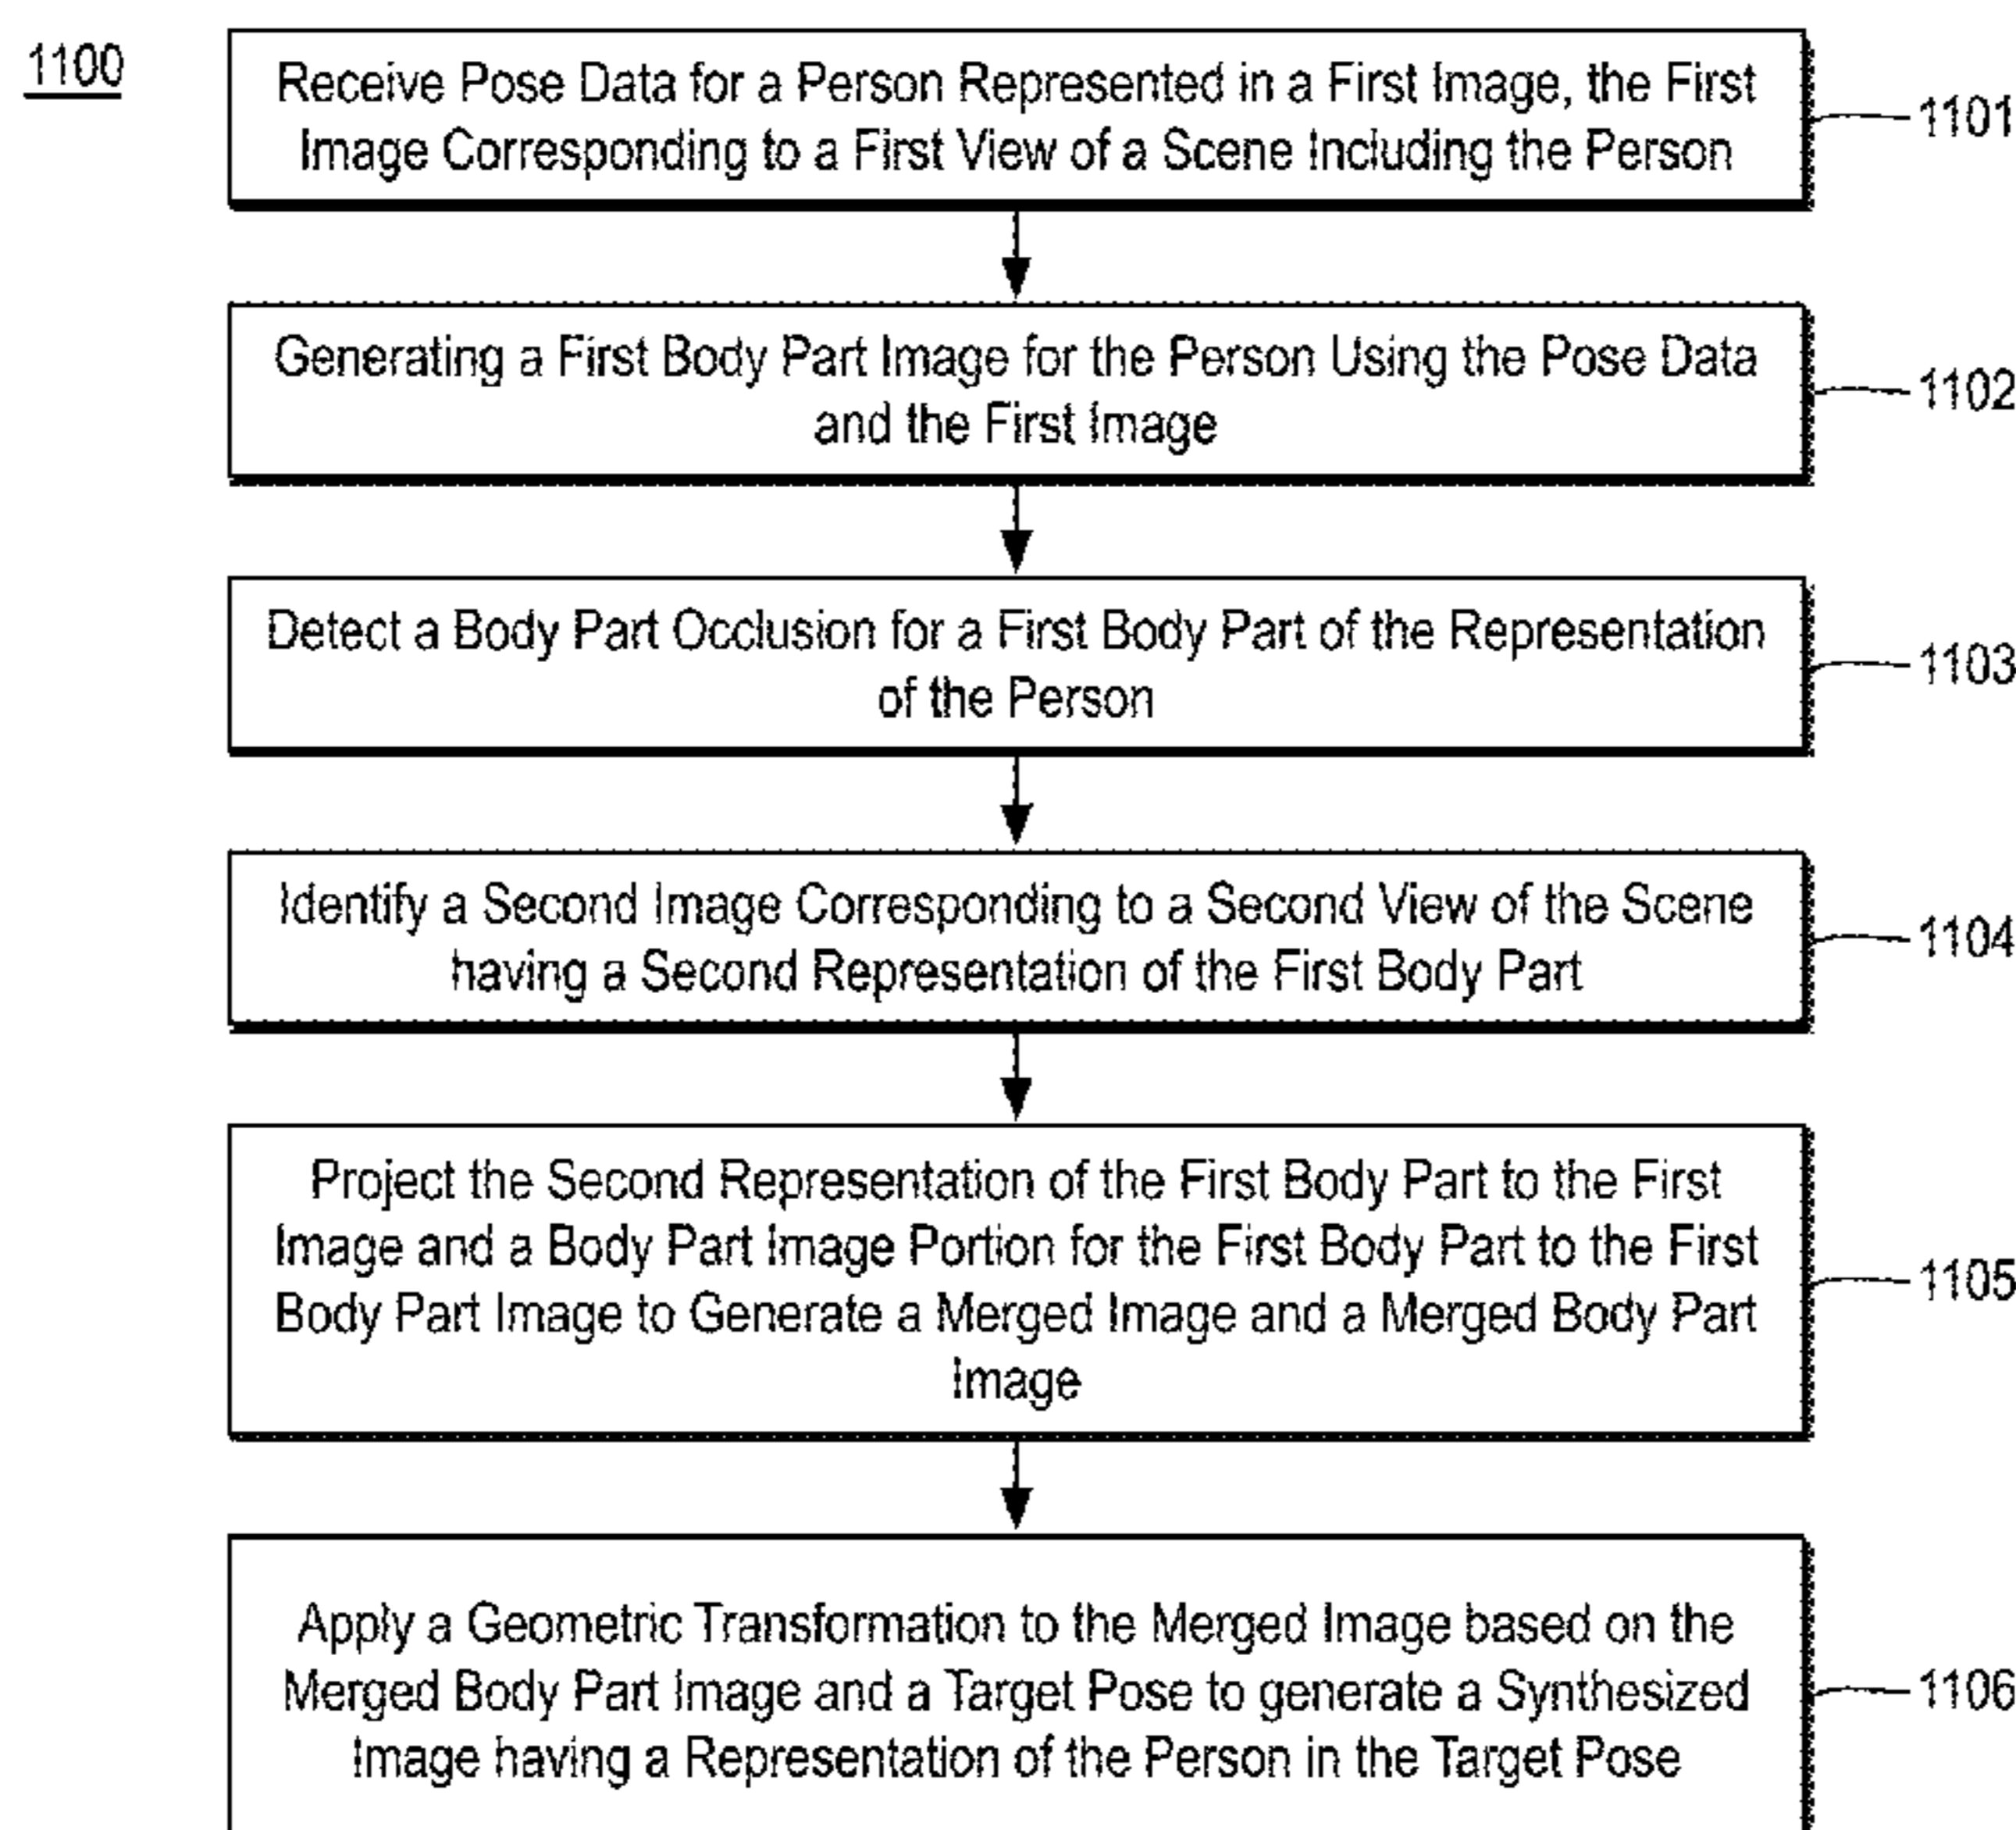 1100
Receive Pose Data for a Person Represented in a First Image, the First
Image Corresponding to a First View of a Scene Including the Person
1101
Generating a First Body Part Image for the Person Using the Pose Data
and the First Image
1102
Detect a Body Part Occlusion for a First Body Part of the Representation
of the Person
1103
Identify a Second Image Corresponding to a Second View of the Scene
having a Second Representation of the First Body Part
1104
Project the Second Representation of the First Body Part to the First
Image and a Body Part Image Portion for the First Body Part to the First
Body Part Image to Generate a Merged Image and a Merged Body Part
Image
1105
Apply a Geometric Transformation to the Merged Image based on the
Merged Body Part Image and a Target Pose to generate a Synthesized
Image having a Representation of the Person in the Target Pose
1106